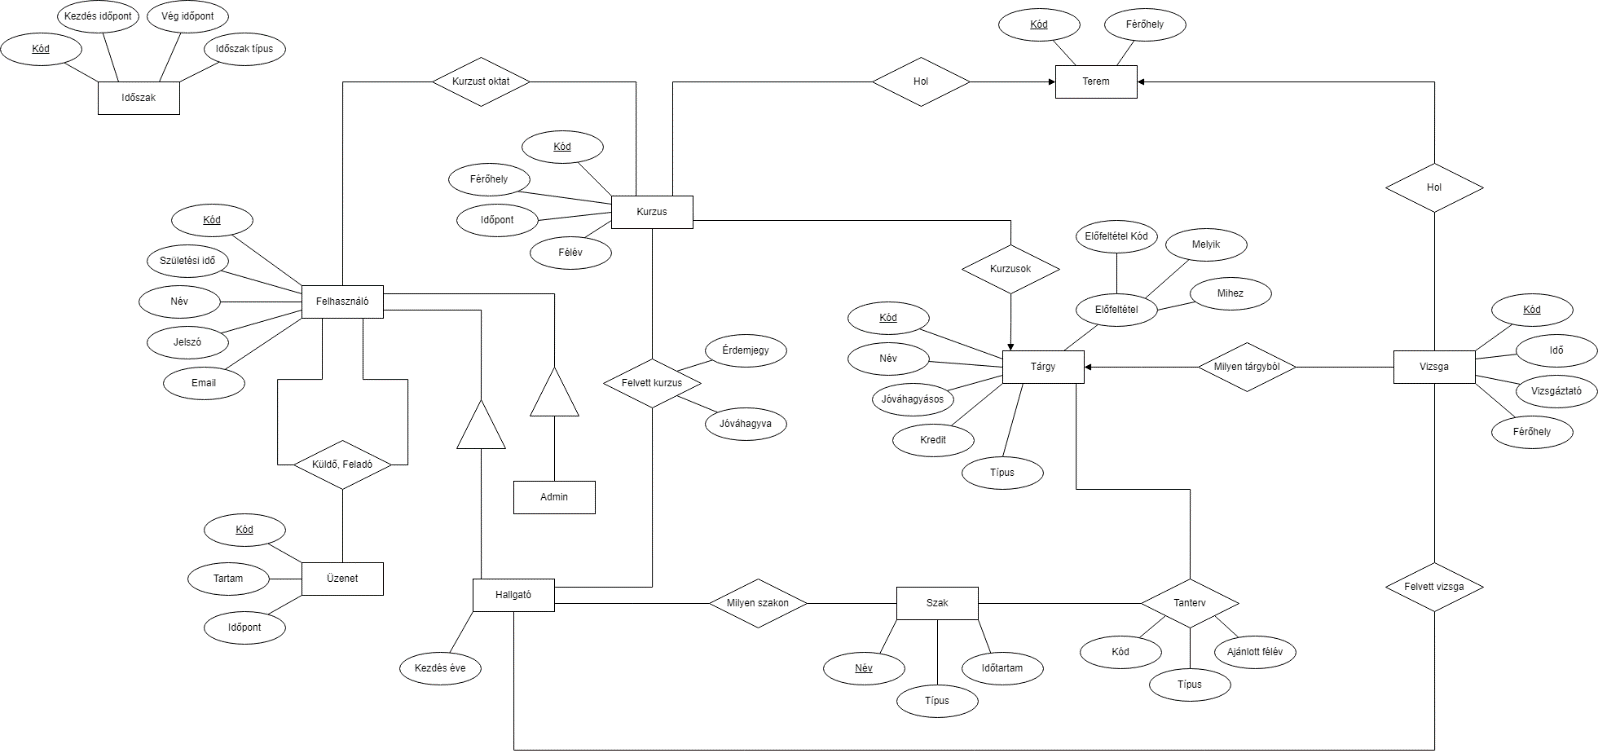 Kezdés időpont
Vég időpont
Kód
Időszak típus
Időszak
Kód
Férőhely
Terem
Kurzust oktat
Hol
Kód
Férőhely
Időpont
Félév
Kurzus
Hol
Kód
Születési idő
Név
Jelszó
Email
Felhasználó
Kurzusok
Előfeltétel Kód
Melyik
Mihez
Előfeltétel
Kód
Név
Jóváhagyásos
Kredit
Típus
Tárgy
Milyen tárgyból
Vizsga
Kód
Idő
Vizsgáztató
Férőhely
Érdemjegy
Felvett kurzus
Jóváhagyva
Küldő, Feladó
Admin
Kód
Tartam
Időpont
Üzenet
Hallgató
Kezdés éve
Milyen szakon
Szak
Név
Típus
Időtartam
Tanterv
Kód
Típus
Ajánlott félév
Felvett vizsga